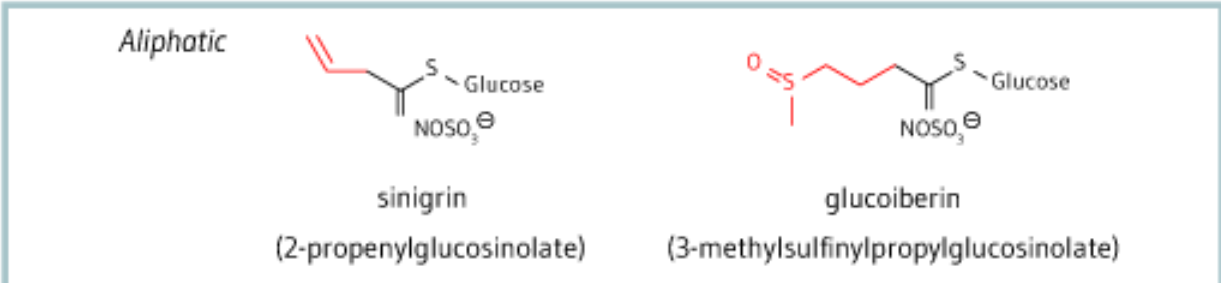 Aliphatic
S
Glucose
NOSO₃⊖
sinigrin
(2-propenylglucosinolate)
O
S
S
Glucose
NOSO₃⊖
glucoiberin
(3-methylsulfinylpropylglucosinolate)